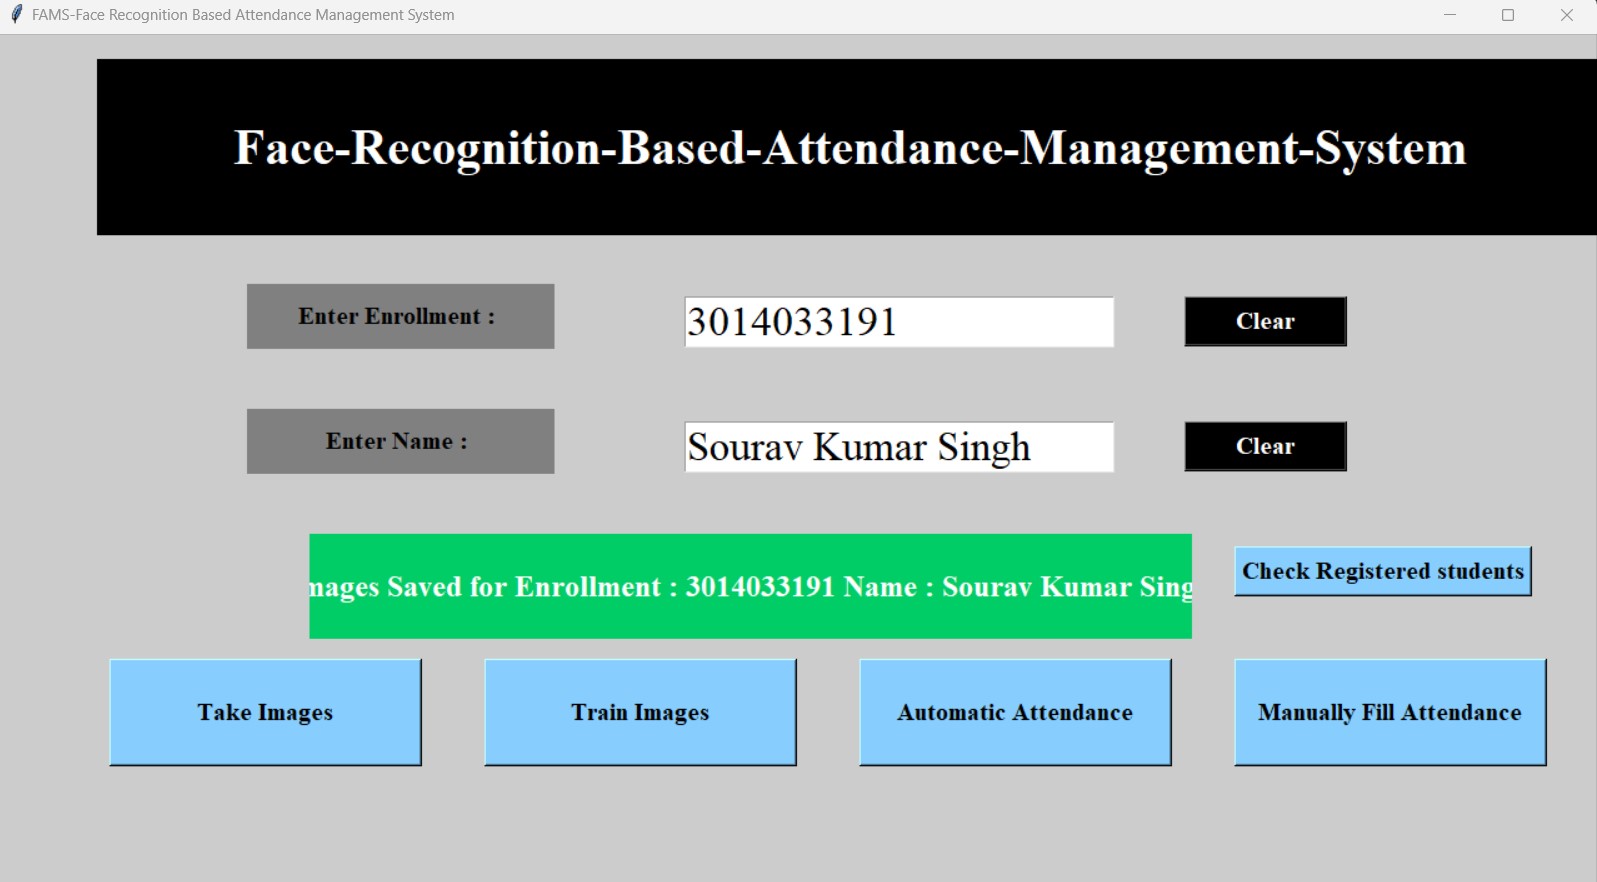 FAMS-Face Recognition Based Attendance Management System
Face-Recognition-Based-Attendance-Management-System
Enter Enrollment :
3014033191
Clear
Enter Name :
Sourav Kumar Singh
Clear
mages Saved for Enrollment : 3014033191 Name : Sourav Kumar Sing
Check Registered students
Take Images
Train Images
Automatic Attendance
Manually Fill Attendance